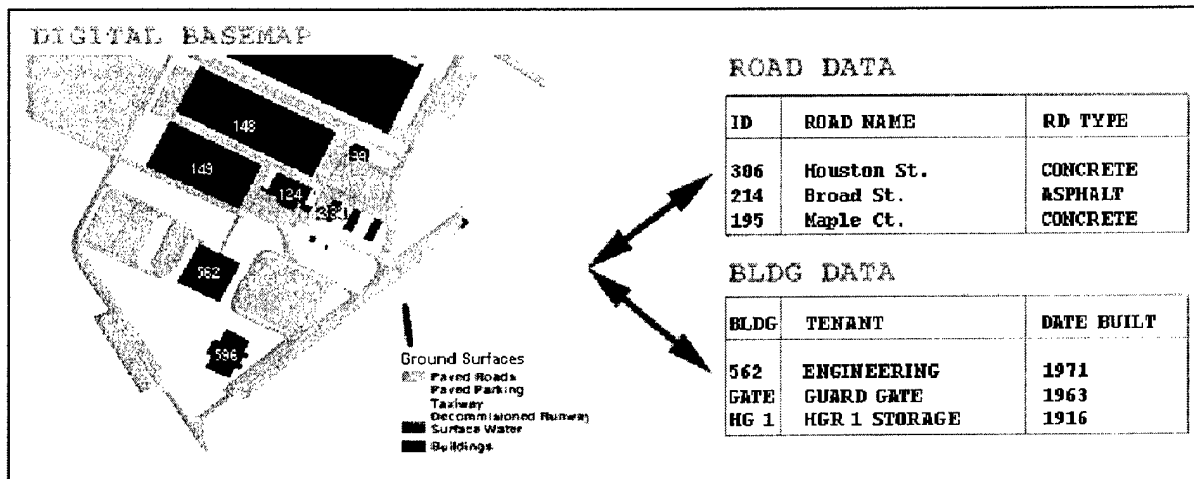 DIGITAL BASEMAP
148
149
39
124
562
596
Ground Surfaces
Paved Roads
Paved Parking
Taxiway
Decommisioned Runway
Surface Water
Buildings
ROAD DATA
ID ROAD NAME RD TYPE
306 Houston St. CONCRETE
214 Broad St. ASPHALT
195 Maple Ct. CONCRETE
BLDG DATA
BLDG TENANT DATE BUILT
562 ENGINEERING 1971
GATE GUARD GATE 1963
HG 1 HGR 1 STORAGE 1916